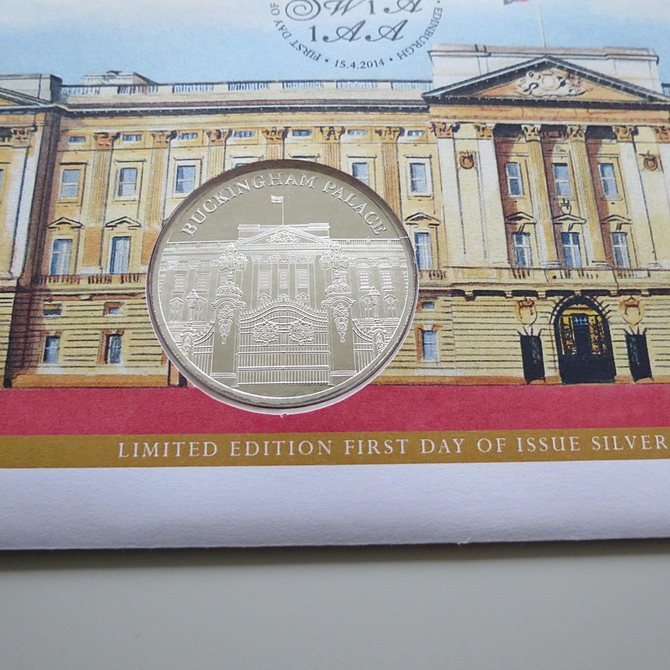 FIRST DAY OF
SW1A
1AA
• EDINBURGH
• 15.4.2014 •
BUCKINGHAM PALACE
LIMITED EDITION FIRST DAY OF ISSUE SILVER